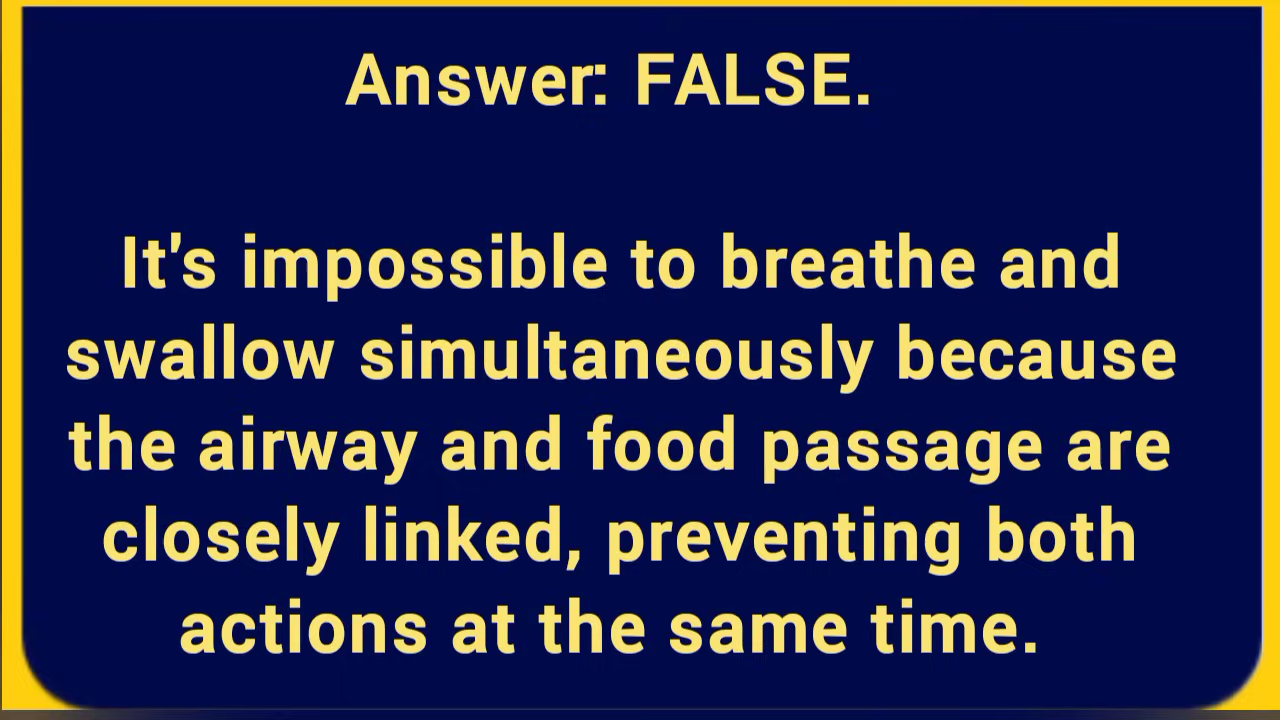 Answer: FALSE.
It's impossible to breathe and
swallow simultaneously because
the airway and food passage are
closely linked, preventing both
actions at the same time.